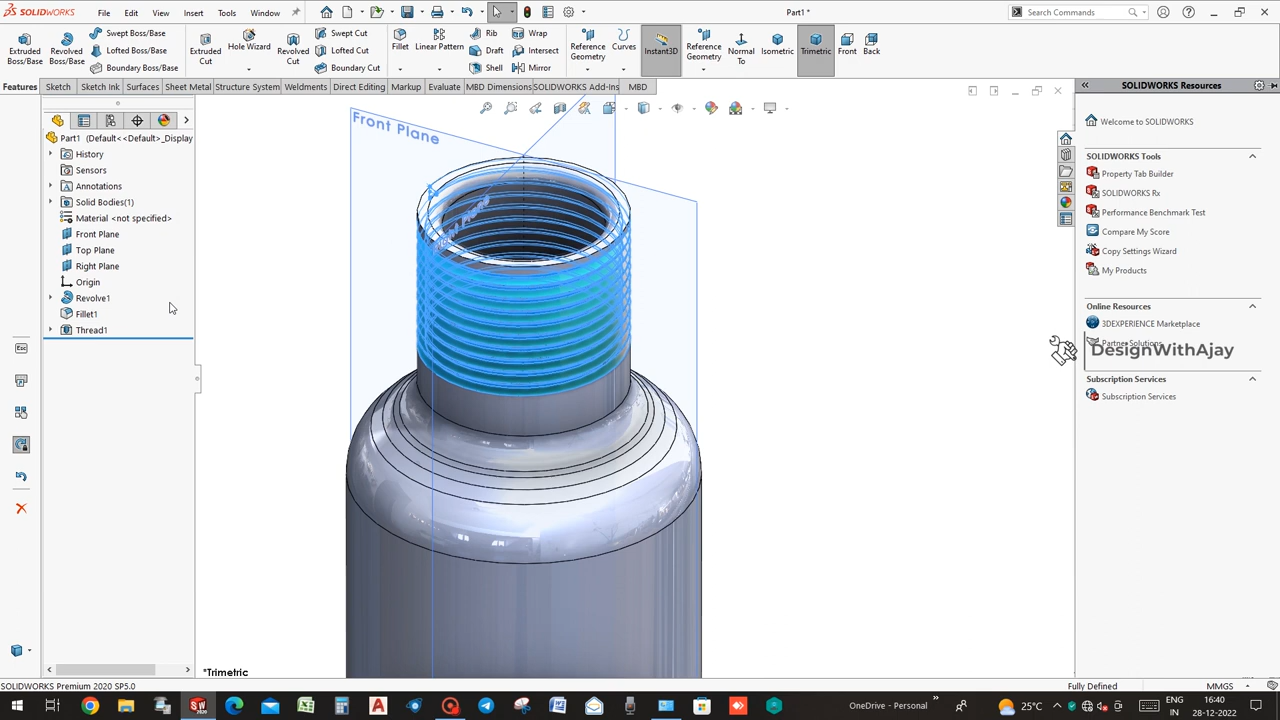 SOLIDWORKS File Edit View Insert Tools Window Part1 * Search Commands
Extruded Boss/Base
Revolved Boss/Base
Swept Boss/Base
Lofted Boss/Base
Boundary Boss/Base
Extruded Cut
Hole Wizard
Revolved Cut
Swept Cut
Lofted Cut
Boundary Cut
Fillet
Linear Pattern
Rib
Draft
Shell
Wrap
Intersect
Mirror
Reference Geometry
Curves
Instant3D
Reference Geometry
Normal To
Isometric
Trimetric
Front
Back
Features Sketch Sketch Ink Surfaces Sheet Metal Structure System Weldments Direct Editing Markup Evaluate MBD Dimensions SOLIDWORKS Add-Ins MBD
Part1 (Default<<Default>_Display
History
Sensors
Annotations
Solid Bodies(1)
Material <not specified>
Front Plane
Top Plane
Right Plane
Origin
Revolve1
Fillet1
Thread1
Front Plane
*Trimetric
SOLIDWORKS Resources
Welcome to SOLIDWORKS
SOLIDWORKS Tools
Property Tab Builder
SOLIDWORKS Rx
Performance Benchmark Test
Compare My Score
Copy Settings Wizard
My Products
Online Resources
3DEXPERIENCE Marketplace
Partner Solutions
DesignWithAjay
Subscription Services
Subscription Services
SOLIDWORKS Premium 2020 SP5.0 Fully Defined MMGS
OneDrive - Personal 25°C ENG IN 16:40 28-12-2022